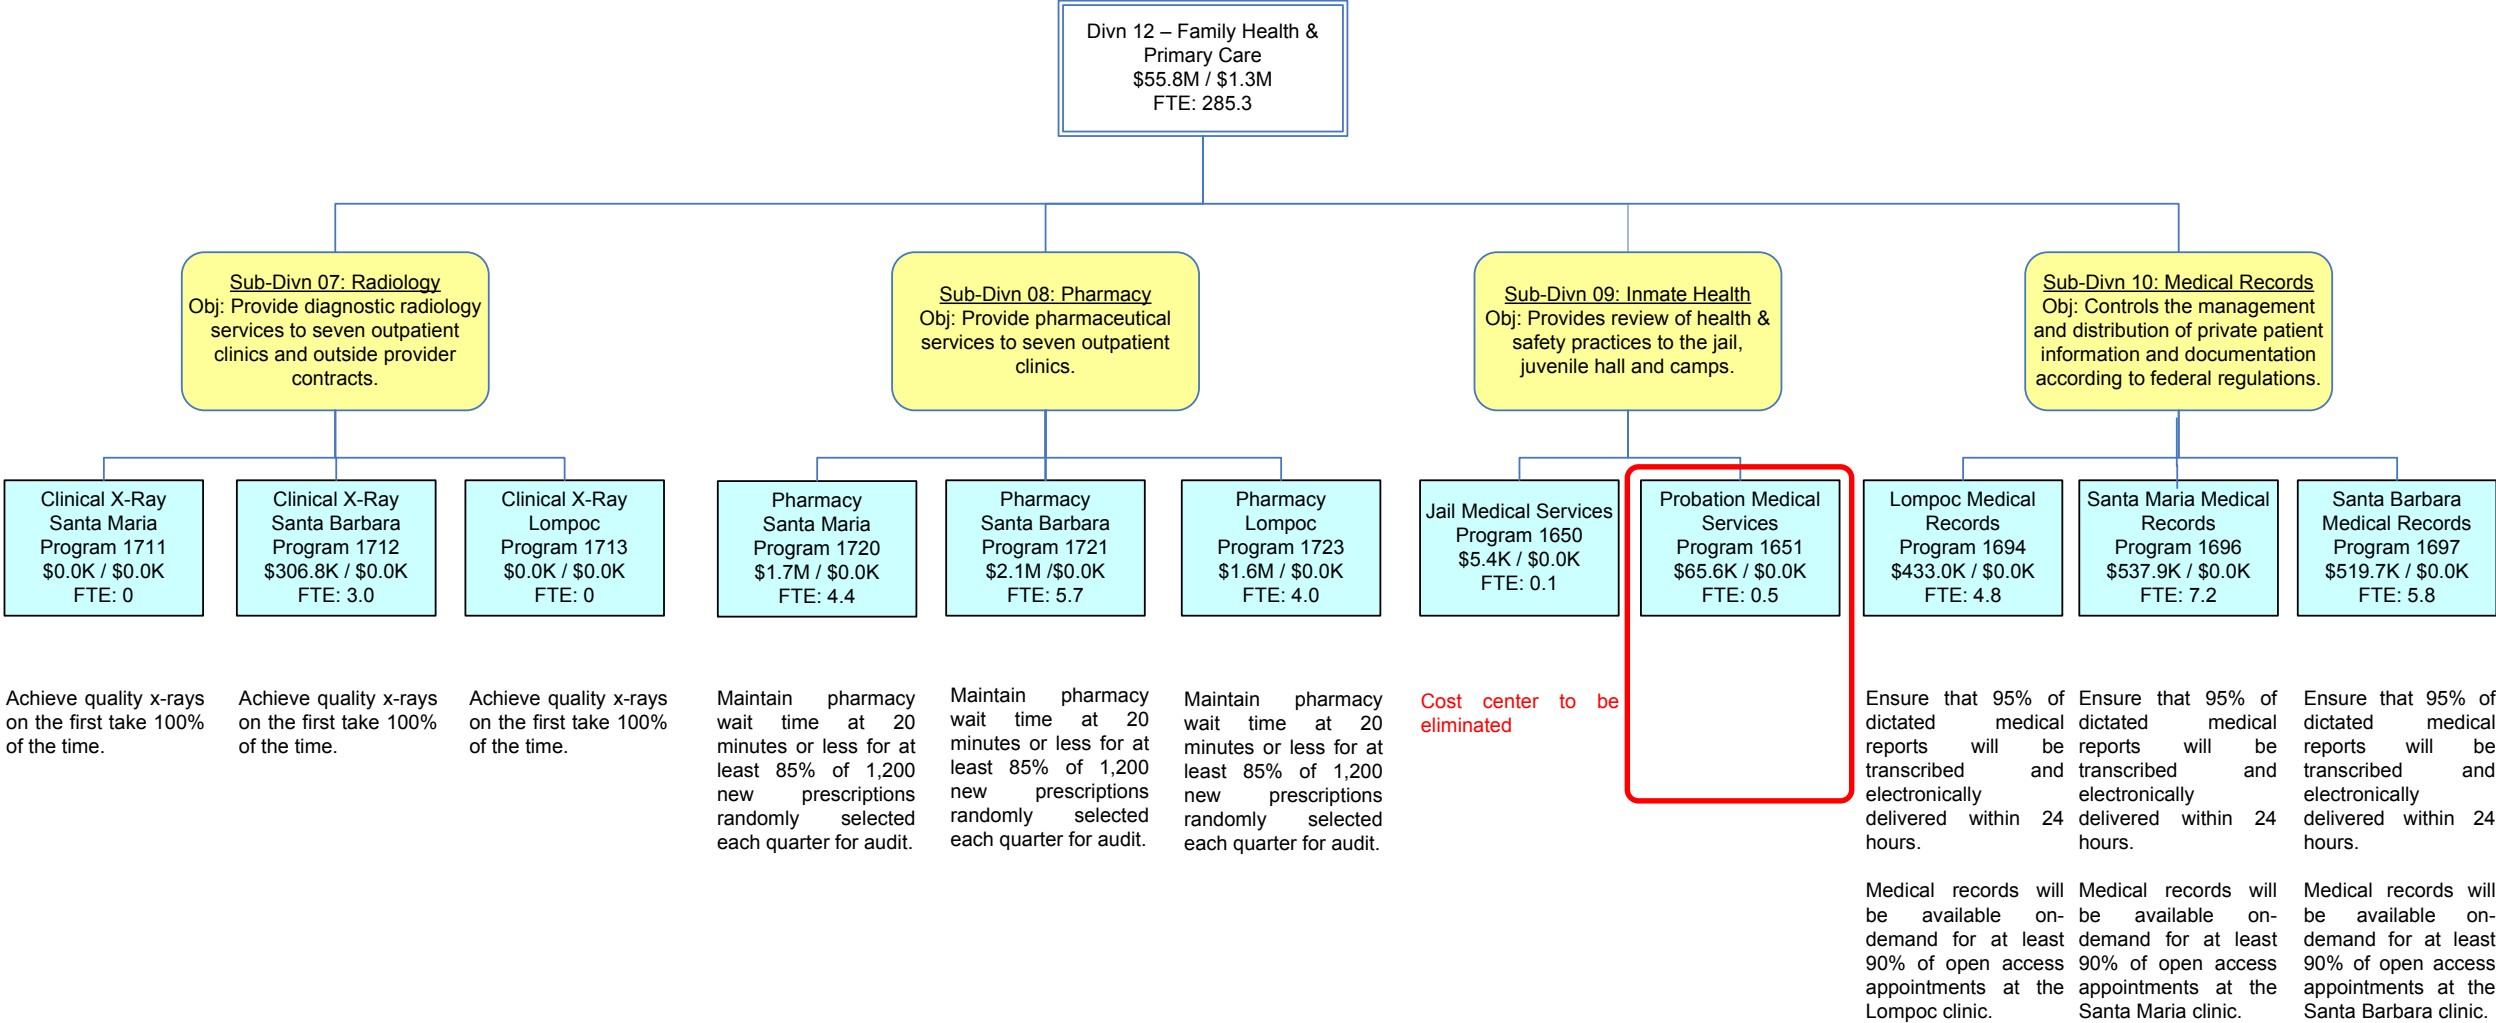 Divn 12 – Family Health &
Primary Care
$55.8M / $1.3M
FTE: 285.3
Sub-Divn 07: Radiology
Obj: Provide diagnostic radiology
services to seven outpatient
clinics and outside provider
contracts.
Sub-Divn 08: Pharmacy
Obj: Provide pharmaceutical
services to seven outpatient
clinics.
Sub-Divn 09: Inmate Health
Obj: Provides review of health &
safety practices to the jail,
juvenile hall and camps.
Sub-Divn 10: Medical Records
Obj: Controls the management
and distribution of private patient
information and documentation
according to federal regulations.
Clinical X-Ray
Santa Maria
Program 1711
$0.0K / $0.0K
FTE: 0
Clinical X-Ray
Santa Barbara
Program 1712
$306.8K / $0.0K
FTE: 3.0
Clinical X-Ray
Lompoc
Program 1713
$0.0K / $0.0K
FTE: 0
Pharmacy
Santa Maria
Program 1720
$1.7M / $0.0K
FTE: 4.4
Pharmacy
Santa Barbara
Program 1721
$2.1M /$0.0K
FTE: 5.7
Pharmacy
Lompoc
Program 1723
$1.6M / $0.0K
FTE: 4.0
Jail Medical Services
Program 1650
$5.4K / $0.0K
FTE: 0.1
Probation Medical
Services
Program 1651
$65.6K / $0.0K
FTE: 0.5
Lompoc Medical
Records
Program 1694
$433.0K / $0.0K
FTE: 4.8
Santa Maria Medical
Records
Program 1696
$537.9K / $0.0K
FTE: 7.2
Santa Barbara
Medical Records
Program 1697
$519.7K / $0.0K
FTE: 5.8
Achieve quality x-rays
on the first take 100%
of the time.
Achieve quality x-rays
on the first take 100%
of the time.
Achieve quality x-rays
on the first take 100%
of the time.
Maintain pharmacy
wait time at 20
minutes or less for at
least 85% of 1,200
new prescriptions
randomly selected
each quarter for audit.
Maintain pharmacy
wait time at 20
minutes or less for at
least 85% of 1,200
new prescriptions
randomly selected
each quarter for audit.
Maintain pharmacy
wait time at 20
minutes or less for at
least 85% of 1,200
new prescriptions
randomly selected
each quarter for audit.
Cost center to be
eliminated
Ensure that 95% of
dictated medical
reports will be
transcribed and
electronically
delivered within 24
hours.
Medical records will
be available on-
demand for at least
90% of open access
appointments at the
Lompoc clinic.
Ensure that 95% of
dictated medical
reports will be
transcribed and
electronically
delivered within 24
hours.
Medical records will
be available on-
demand for at least
90% of open access
appointments at the
Santa Maria clinic.
Ensure that 95% of
dictated medical
reports will be
transcribed and
electronically
delivered within 24
hours.
Medical records will
be available on-
demand for at least
90% of open access
appointments at the
Santa Barbara clinic.